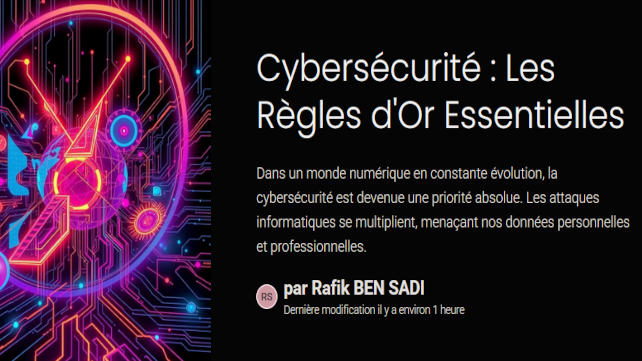 Cybersécurité : Les
Règles d'Or Essentielles
Dans un monde numérique en constante évolution, la
cybersécurité est devenue une priorité absolue. Les attaques
informatiques se multiplient, menaçant nos données personnelles
et professionnelles.
RS
par Rafik BEN SADI
Dernière modification il y a environ 1 heure